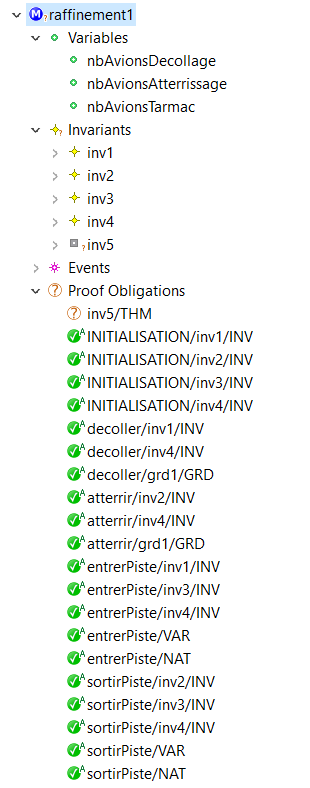 raffinement1
Variables
nbAvionsDecollage
nbAvionsAtterrissage
nbAvionsTarmac
Invariants
inv1
inv2
inv3
inv4
inv5
Events
Proof Obligations
inv5/THM
INITIALISATION/inv1/INV
INITIALISATION/inv2/INV
INITIALISATION/inv3/INV
INITIALISATION/inv4/INV
decoller/inv1/INV
decoller/inv4/INV
decoller/grd1/GRD
atterrir/inv2/INV
atterrir/inv4/INV
atterrir/grd1/GRD
entrerPiste/inv1/INV
entrerPiste/inv3/INV
entrerPiste/inv4/INV
entrerPiste/VAR
entrerPiste/NAT
sortirPiste/inv2/INV
sortirPiste/inv3/INV
sortirPiste/inv4/INV
sortirPiste/VAR
sortirPiste/NAT